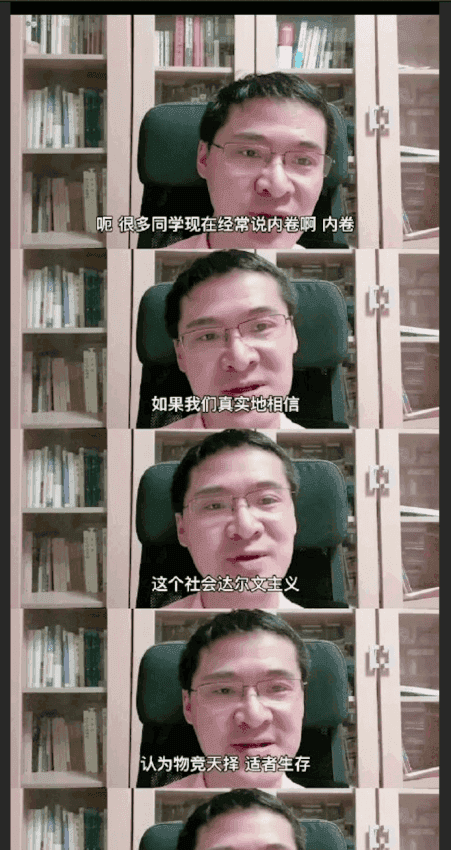 呃 很多同学现在经常说内卷啊 内卷
如果我们真实地相信
这个社会达尔文主义
认为物竞天择 适者生存